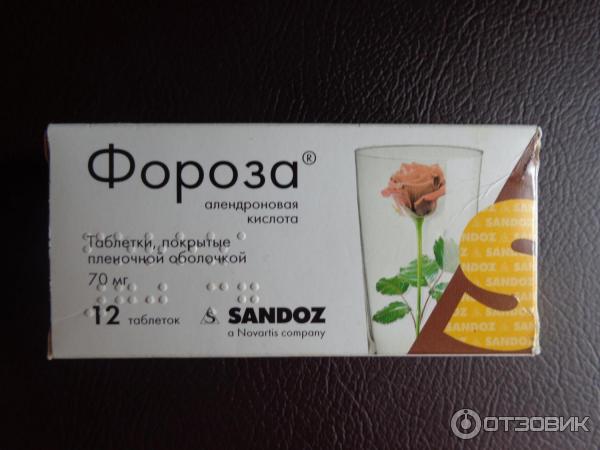 Фороза®
алендроновая
кислота
Таблетки, покрытые
пленочной оболочкой
70 мг
12 таблеток
SANDOZ
a Novartis company
SANDOZ
SANDOZ
SANDOZ
SANDOZ
SANDOZ
ОТЗОВИК